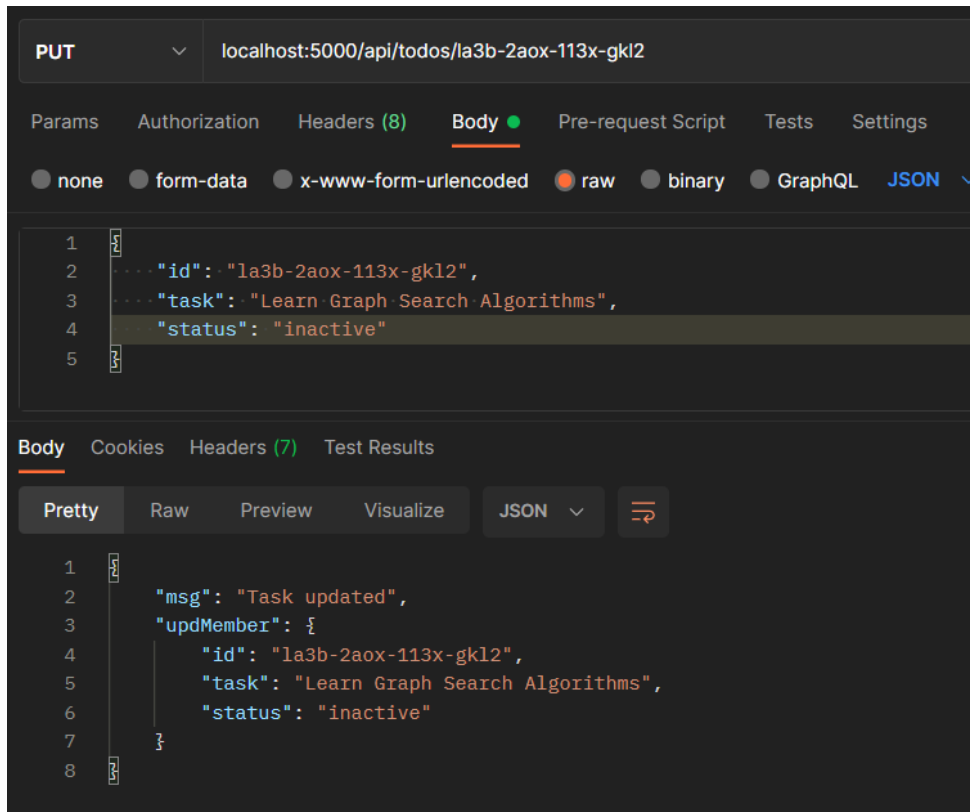 PUT localhost:5000/api/todos/la3b-2aox-113x-gkl2
Params Authorization Headers (8) Body Pre-request Script Tests Settings
none form-data x-www-form-urlencoded raw binary GraphQL JSON
1 {
2 "id": "la3b-2aox-113x-gkl2",
3 "task": "Learn Graph Search Algorithms",
4 "status": "inactive"
5 }
Body Cookies Headers (7) Test Results
Pretty Raw Preview Visualize JSON
1 {
2 "msg": "Task updated",
3 "updMember": {
4 "id": "la3b-2aox-113x-gkl2",
5 "task": "Learn Graph Search Algorithms",
6 "status": "inactive"
7 }
8 }